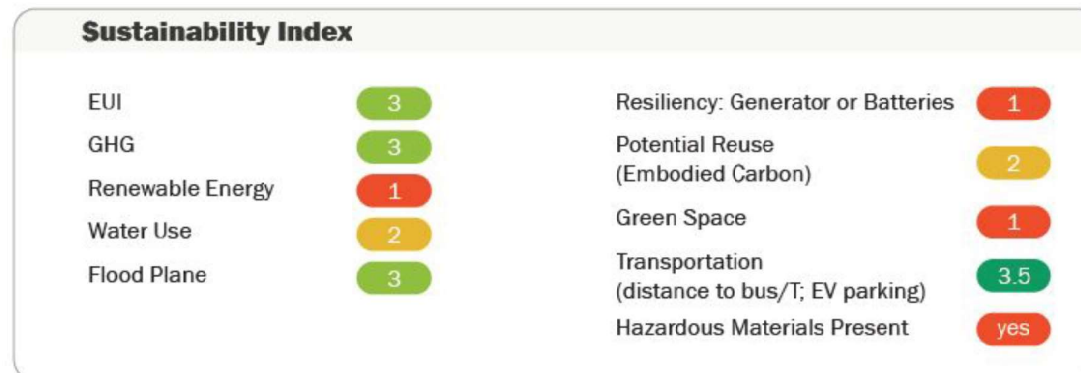 Sustainability Index
EUI 3
GHG 3
Renewable Energy 1
Water Use 2
Flood Plane 3
Resiliency: Generator or Batteries 1
Potential Reuse
(Embodied Carbon) 2
Green Space 1
Transportation
(distance to bus/T; EV parking) 3.5
Hazardous Materials Present yes